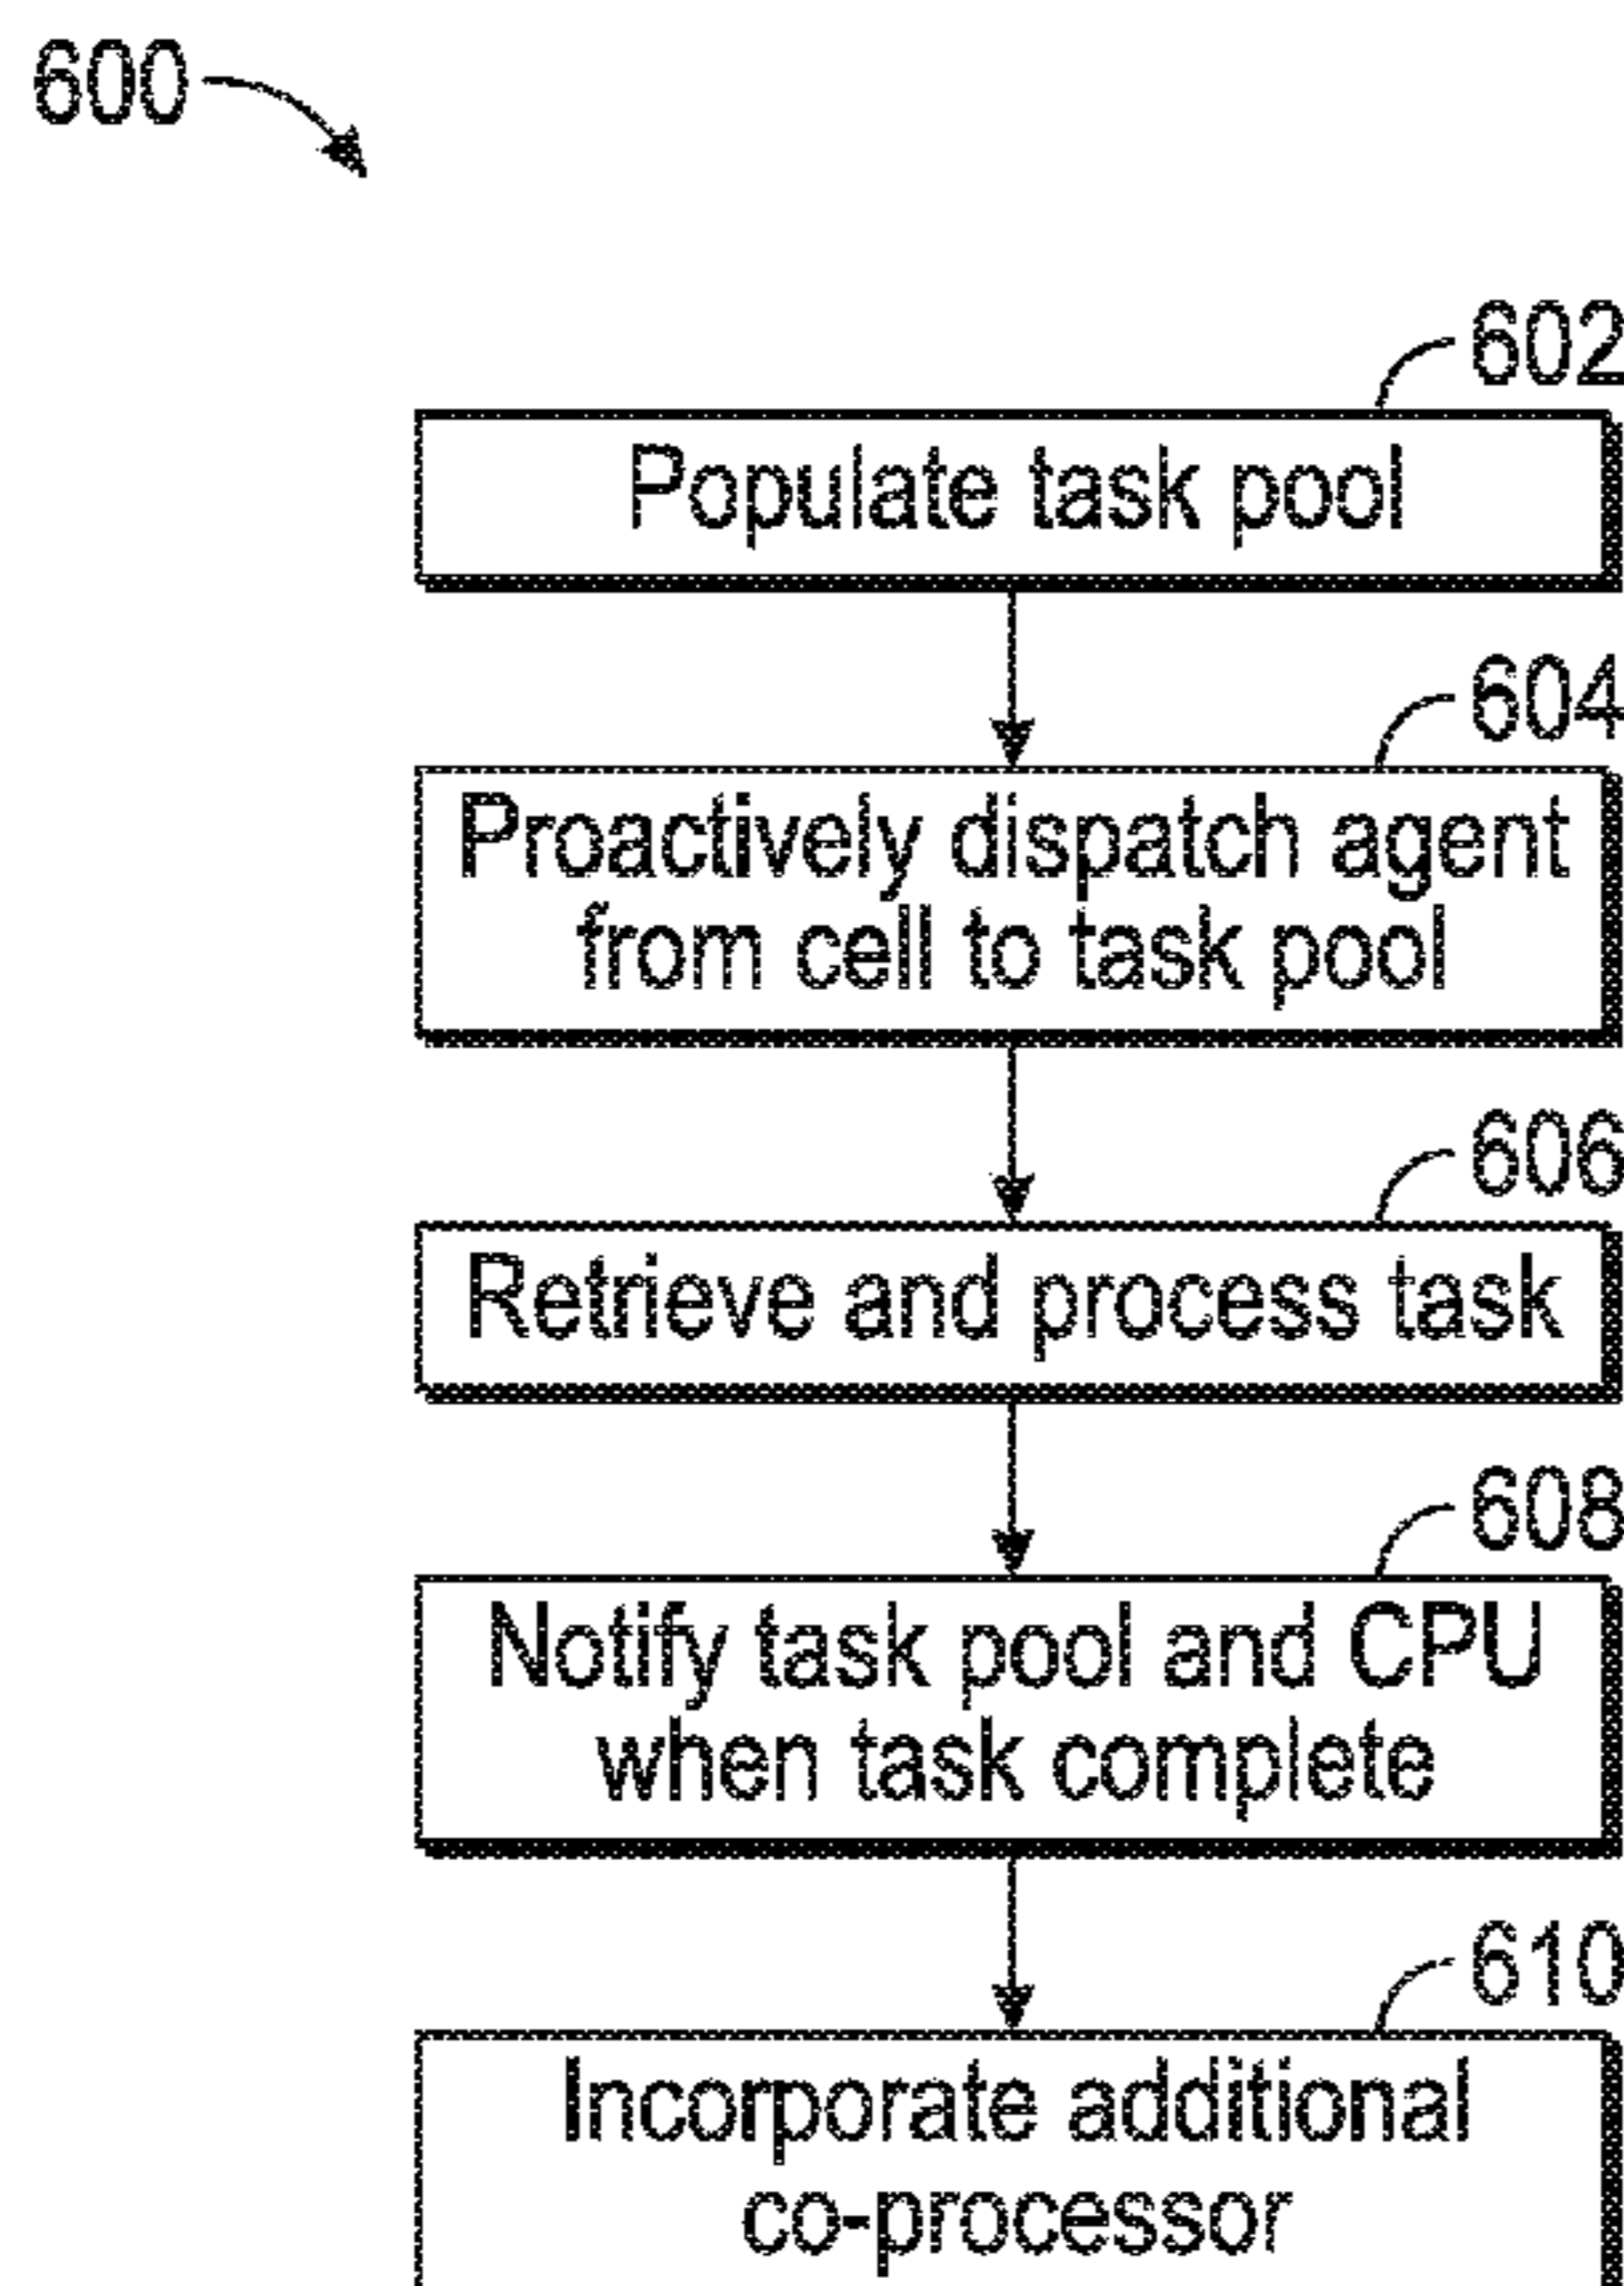 600
602
Populate task pool
604
Proactively dispatch agent
from cell to task pool
606
Retrieve and process task
608
Notify task pool and CPU
when task complete
610
Incorporate additional
co-processor